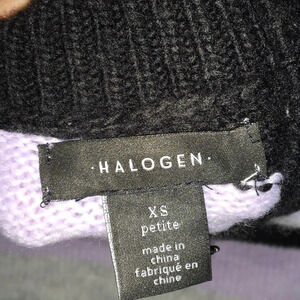 ·HALOGEN·
XS
petite
made in
china
fabriqué en
chine